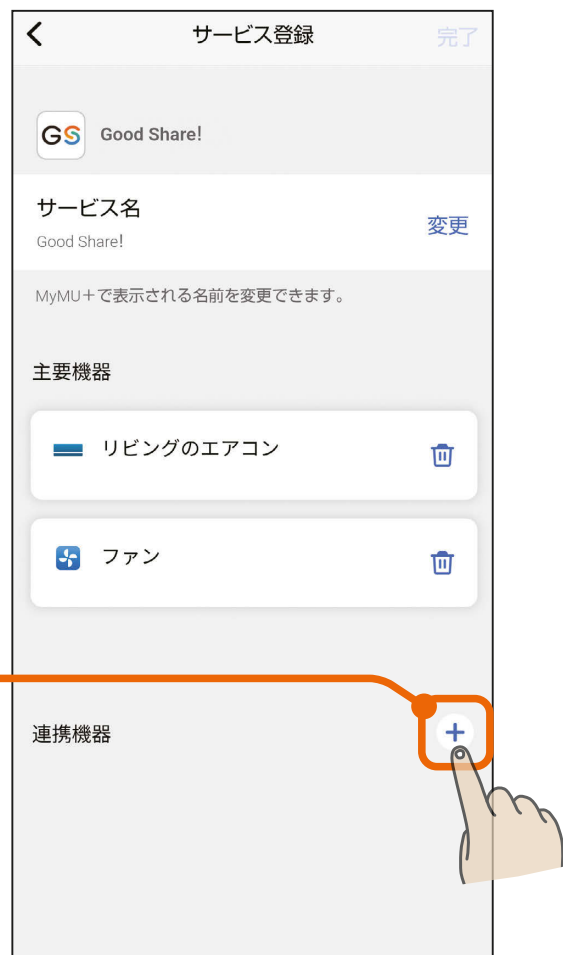 サービス登録
完了
GS
Good Share!
サービス名
変更
Good Share!
MyMU＋で表示される名前を変更できます。
主要機器
リビングのエアコン
ファン
連携機器